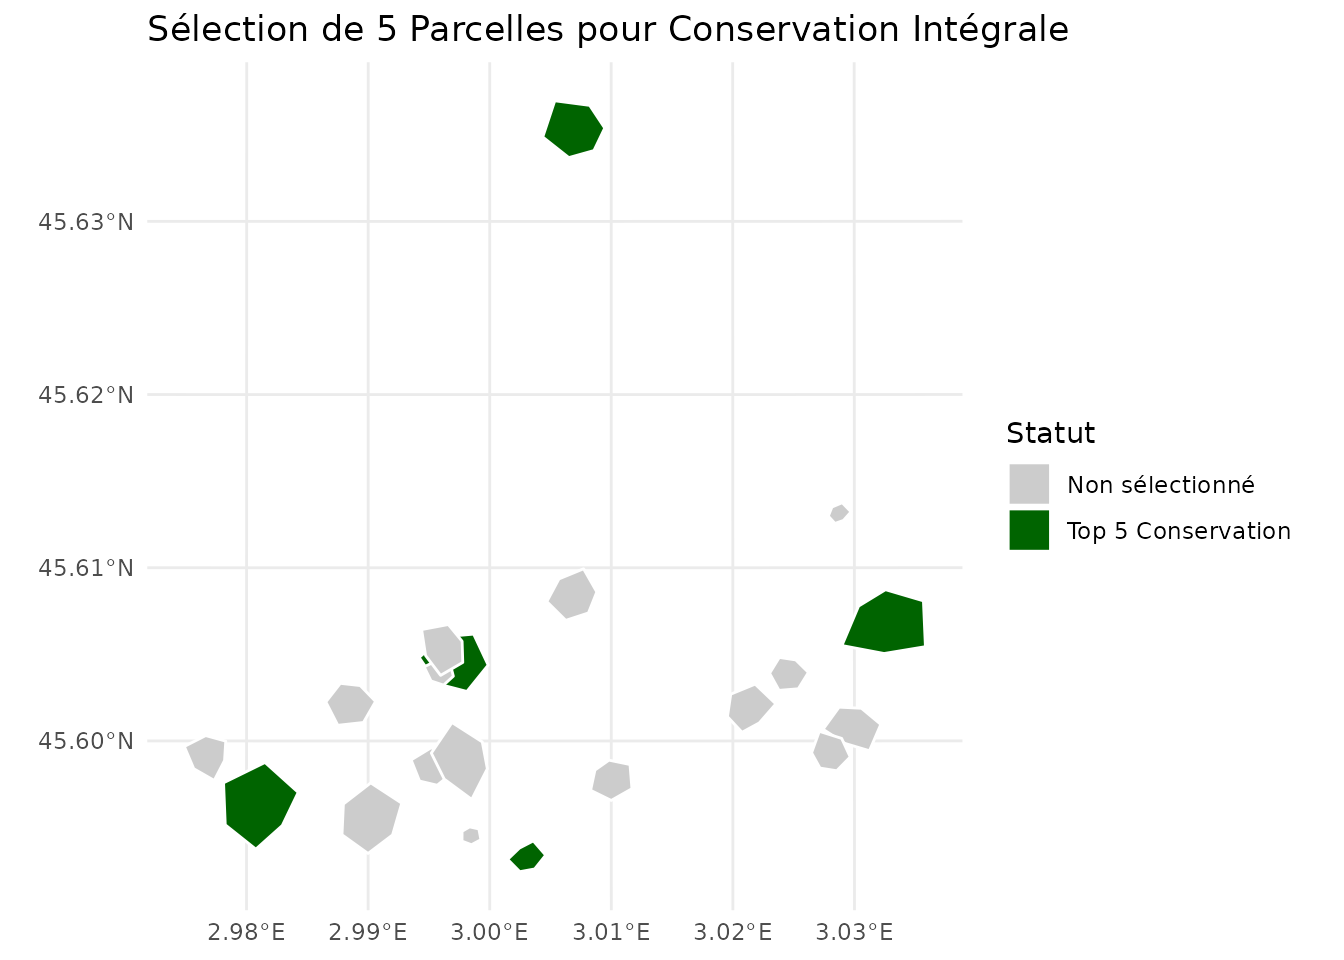 Sélection de 5 Parcelles pour Conservation Intégrale
45.63°N
45.62°N
45.61°N
45.60°N
2.98°E 2.99°E 3.00°E 3.01°E 3.02°E 3.03°E
Statut
Non sélectionné
Top 5 Conservation